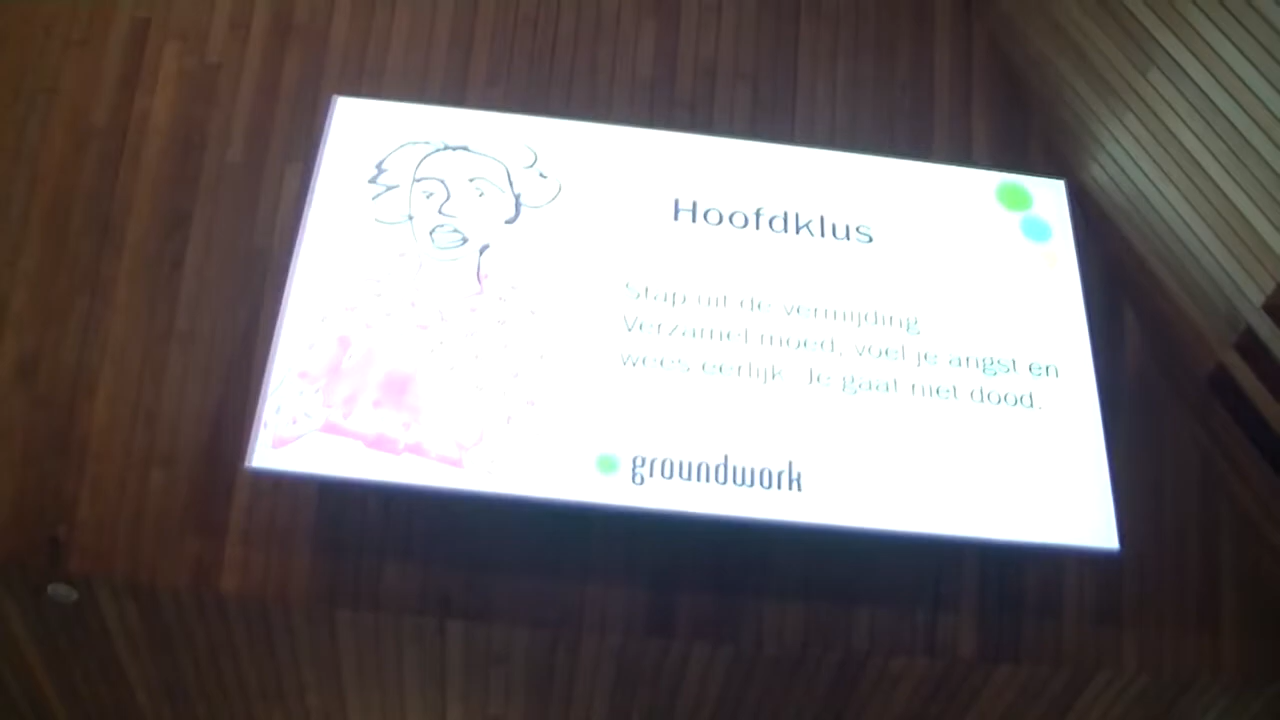 Hoofdklus
Stap uit de vermijding
Verzamel moed, voel je angst en
wees eerlijk. Je gaat niet dood.
groundwork